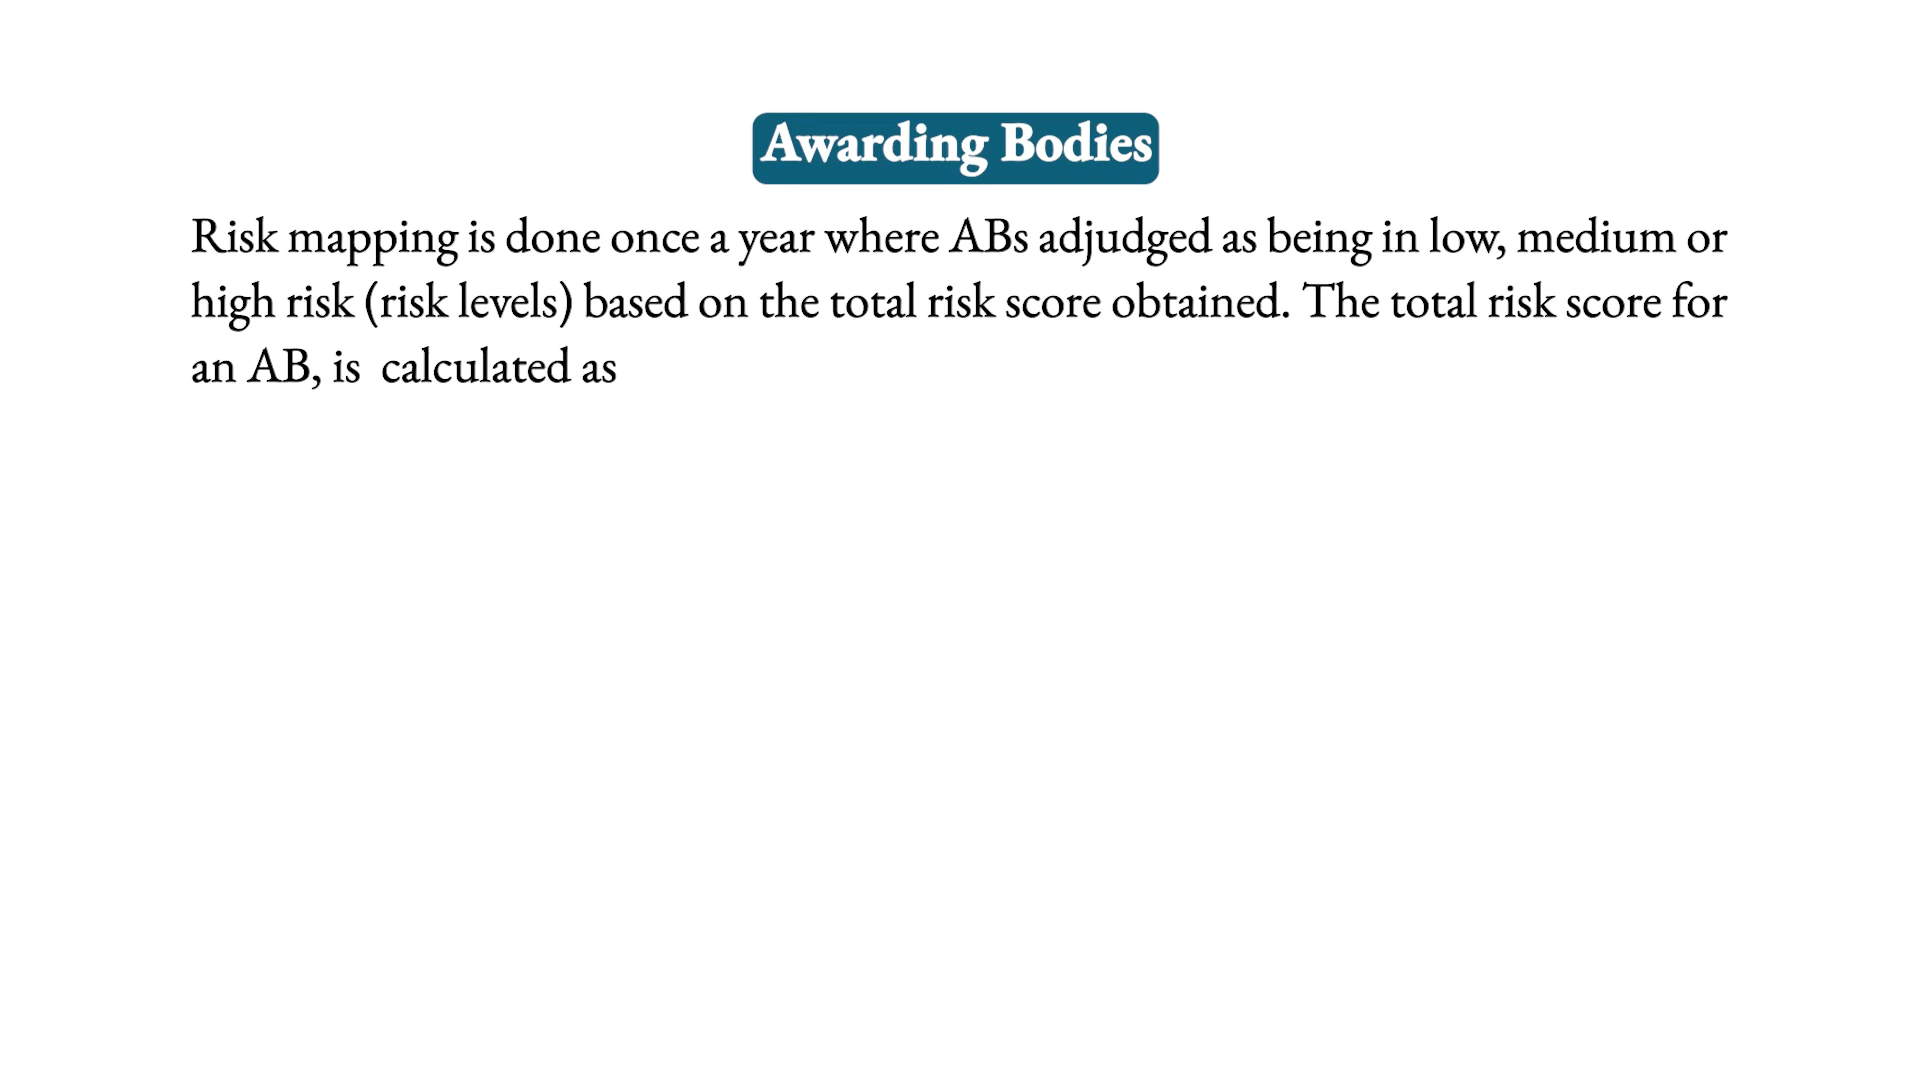 Awarding Bodies
Risk mapping is done once a year where ABs adjudged as being in low, medium or
high risk (risk levels) based on the total risk score obtained. The total risk score for
an AB, is  calculated as